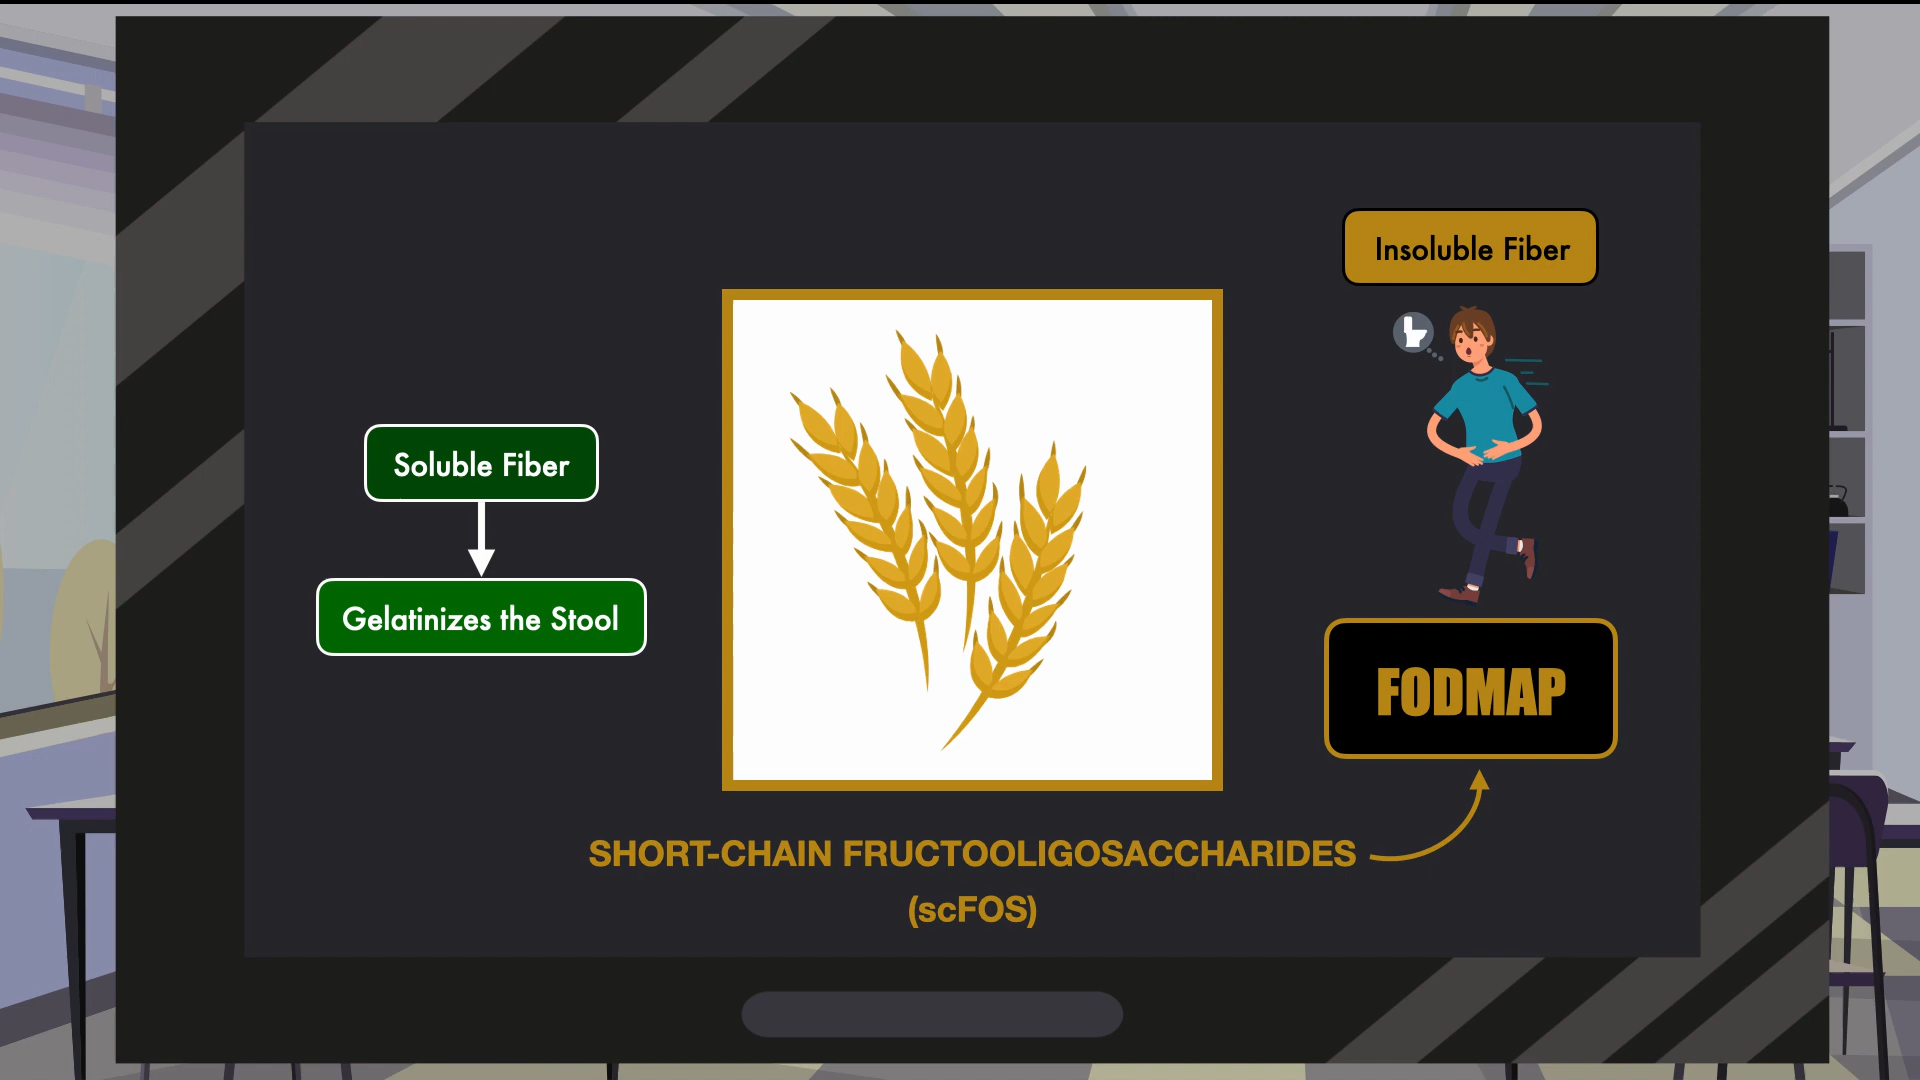 Insoluble Fiber
Soluble Fiber
Gelatinizes the Stool
FODMAP
SHORT-CHAIN FRUCTOOLIGOSACCHARIDES
(scFOS)